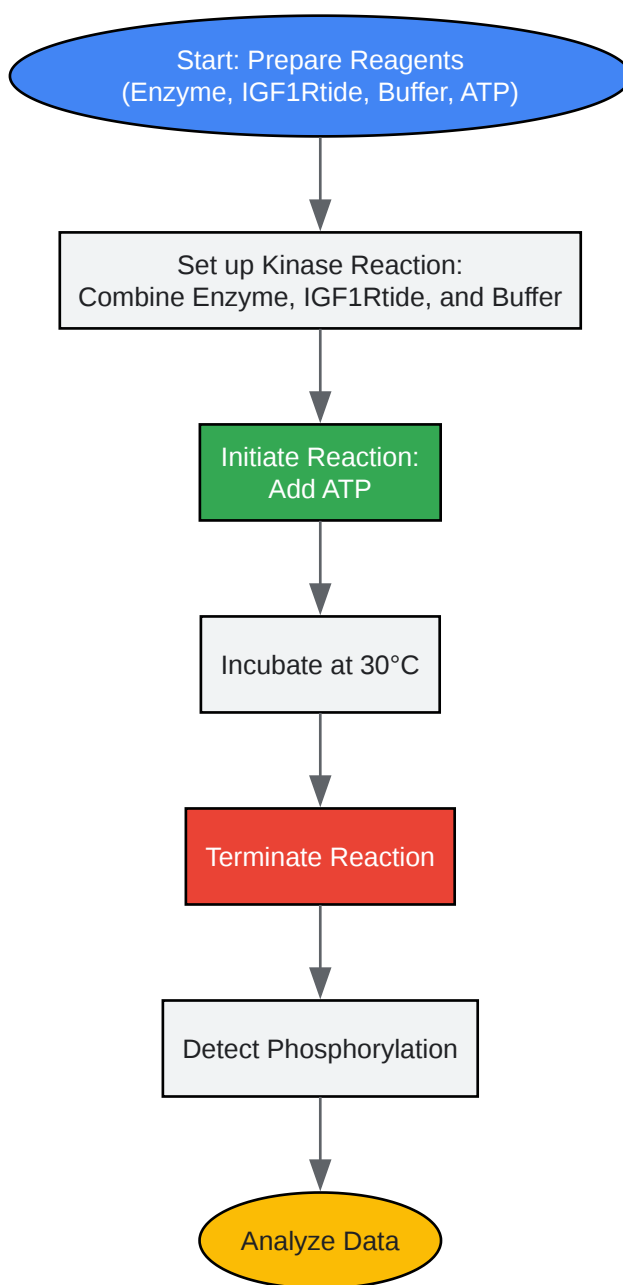 Start: Prepare Reagents
(Enzyme, IGF1Rtide, Buffer, ATP)
Set up Kinase Reaction:
Combine Enzyme, IGF1Rtide, and Buffer
Initiate Reaction:
Add ATP
Incubate at 30°C
Terminate Reaction
Detect Phosphorylation
Analyze Data